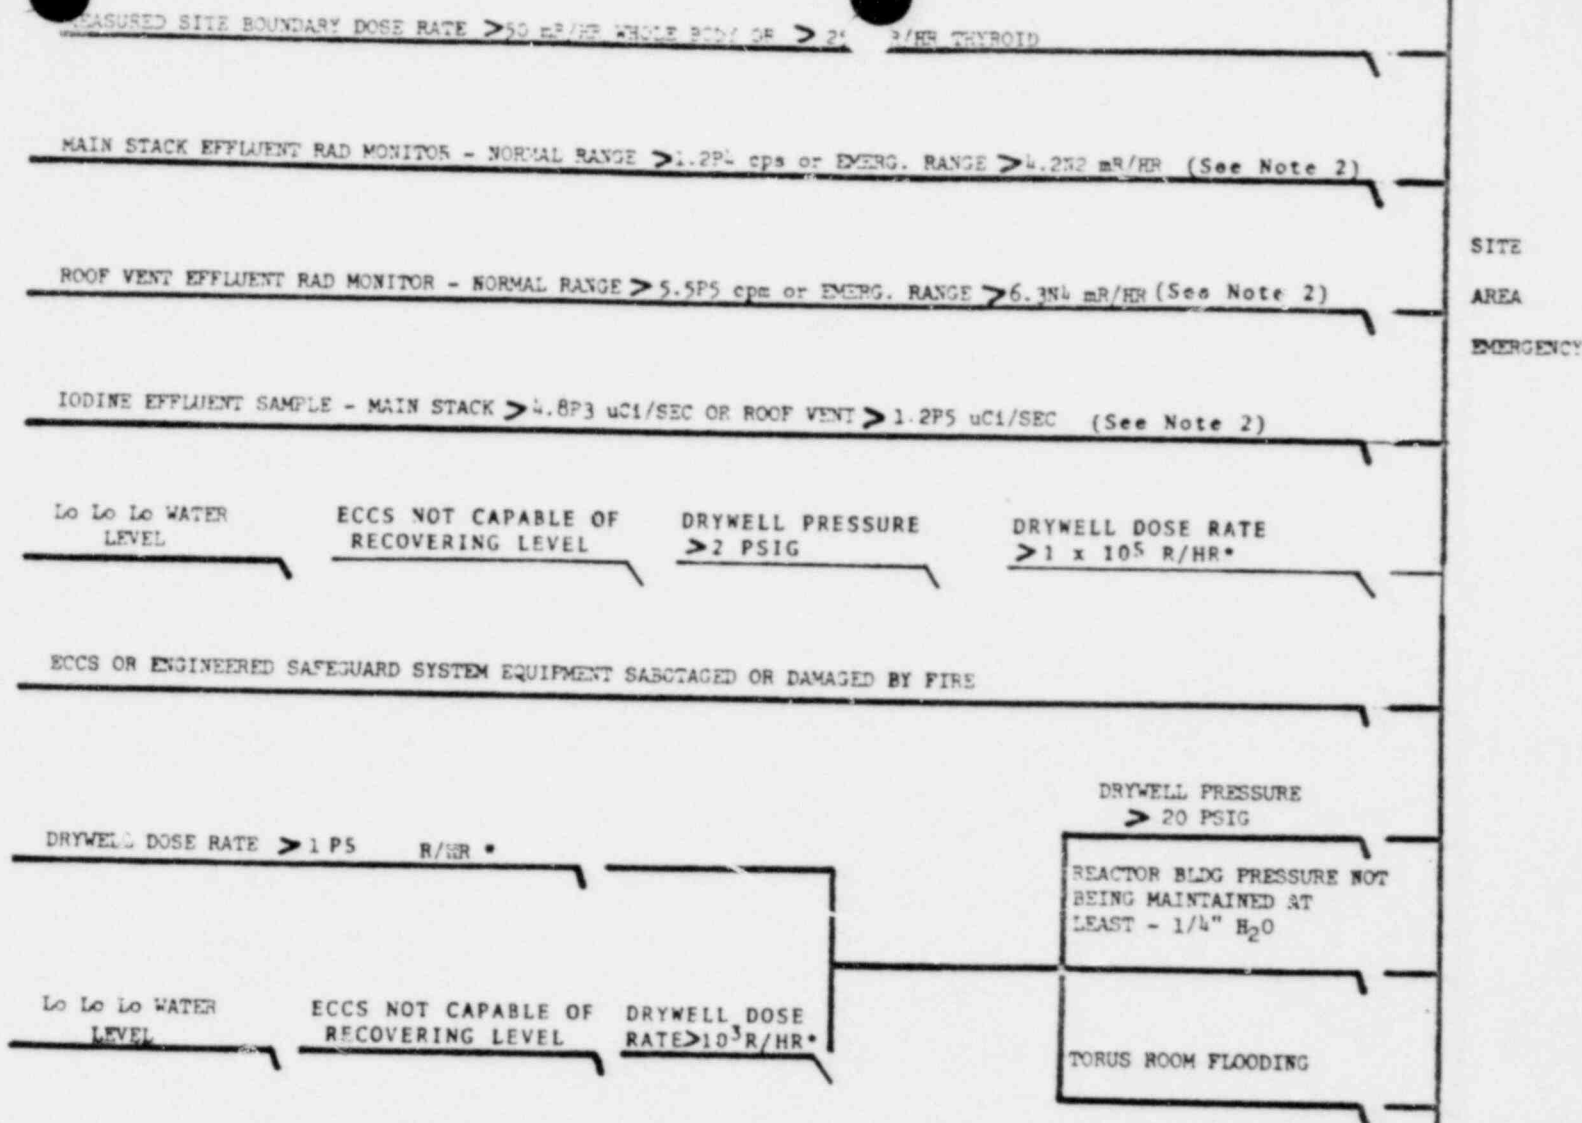 MEASURED SITE BOUNDARY DOSE RATE >50 mR/HR WHOLE BODY OR > R/HR THYROID
MAIN STACK EFFLUENT RAD MONITOR - NORMAL RANGE >1.2P4 cps or EMERG. RANGE >4.2N2 mR/HR (See Note 2)
ROOF VENT EFFLUENT RAD MONITOR - NORMAL RANGE > 5.5P5 cpm or EMERG. RANGE >6.3N4 mR/HR (See Note 2)
SITE
AREA
EMERGENCY
IODINE EFFLUENT SAMPLE - MAIN STACK > 4.8P3 uCi/SEC OR ROOF VENT > 1.2P5 uCi/SEC (See Note 2)
Lo Lo Lo WATER
LEVEL
ECCS NOT CAPABLE OF
RECOVERING LEVEL
DRYWELL PRESSURE
>2 PSIG
DRYWELL DOSE RATE
>1 x 10⁵ R/HR*
ECCS OR ENGINEERED SAFEGUARD SYSTEM EQUIPMENT SABOTAGED OR DAMAGED BY FIRE
DRYWELL DOSE RATE > 1 P5 R/HR *
DRYWELL PRESSURE
> 20 PSIG
REACTOR BLDG PRESSURE NOT
BEING MAINTAINED AT
LEAST - 1/4" H₂O
Lo Lo Lo WATER
LEVEL
ECCS NOT CAPABLE OF
RECOVERING LEVEL
DRYWELL DOSE
RATE>10³R/HR*
TORUS ROOM FLOODING